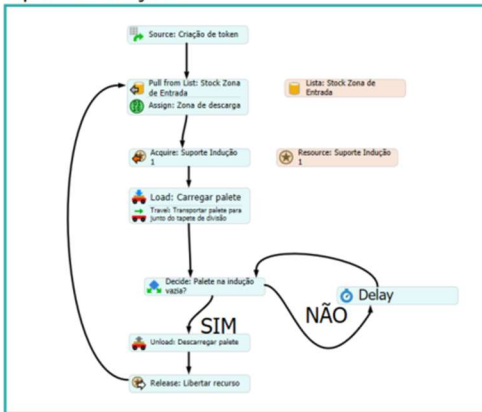 Source: Criação de token
Pull from List: Stock Zona
de Entrada
Assign: Zona de descarga
Lista: Stock Zona de
Entrada
Acquire: Suporte Indução
1
Resource: Suporte Indução
1
Load: Carregar palete
Travel: Transportar palete para
junto do tapete de divisão
Decide: Palete na indução
vazia?
Delay
SIM
NÃO
Unload: Descarregar palete
Release: Libertar recurso